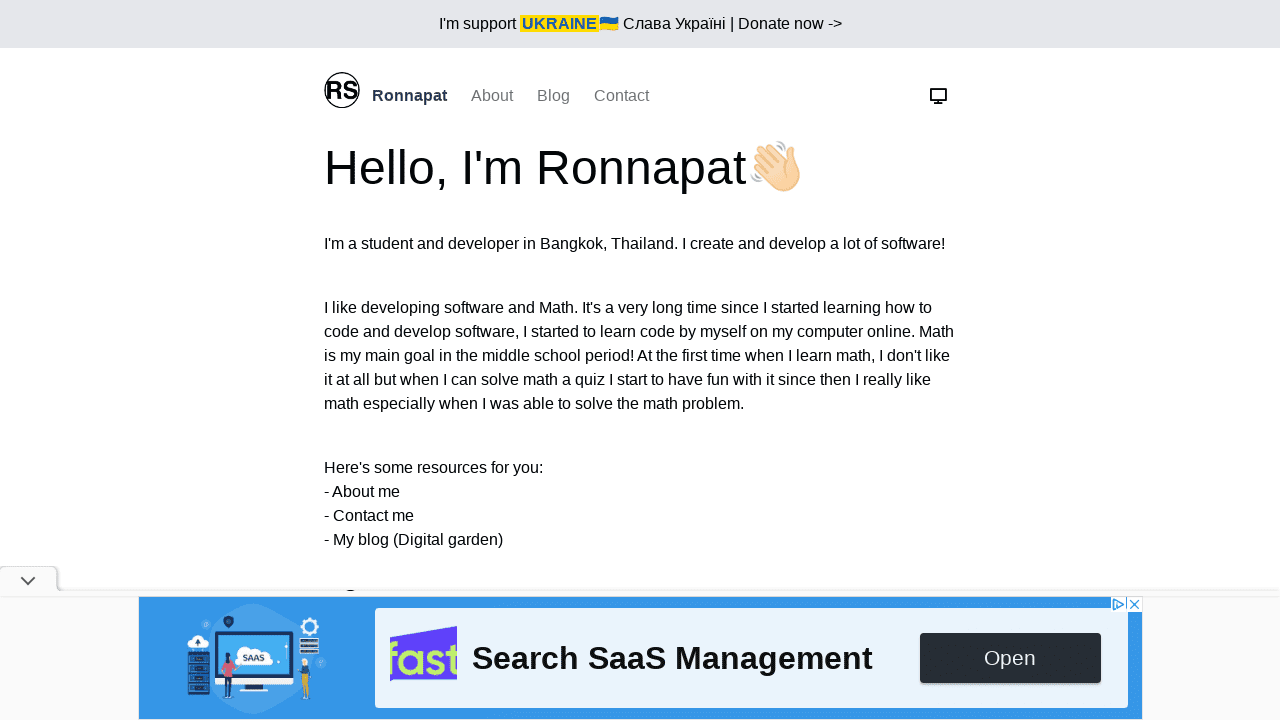 I'm support UKRAINE🇺🇦 Слава Україні | Donate now ->
RS Ronnapat About Blog Contact
Hello, I'm Ronnapat👋🏻
I'm a student and developer in Bangkok, Thailand. I create and develop a lot of software!
I like developing software and Math. It's a very long time since I started learning how to
code and develop software, I started to learn code by myself on my computer online. Math
is my main goal in the middle school period! At the first time when I learn math, I don't like
it at all but when I can solve math a quiz I start to have fun with it since then I really like
math especially when I was able to solve the math problem.
Here's some resources for you:
- About me
- Contact me
- My blog (Digital garden)
SAAS
fast
Search SaaS Management
Open